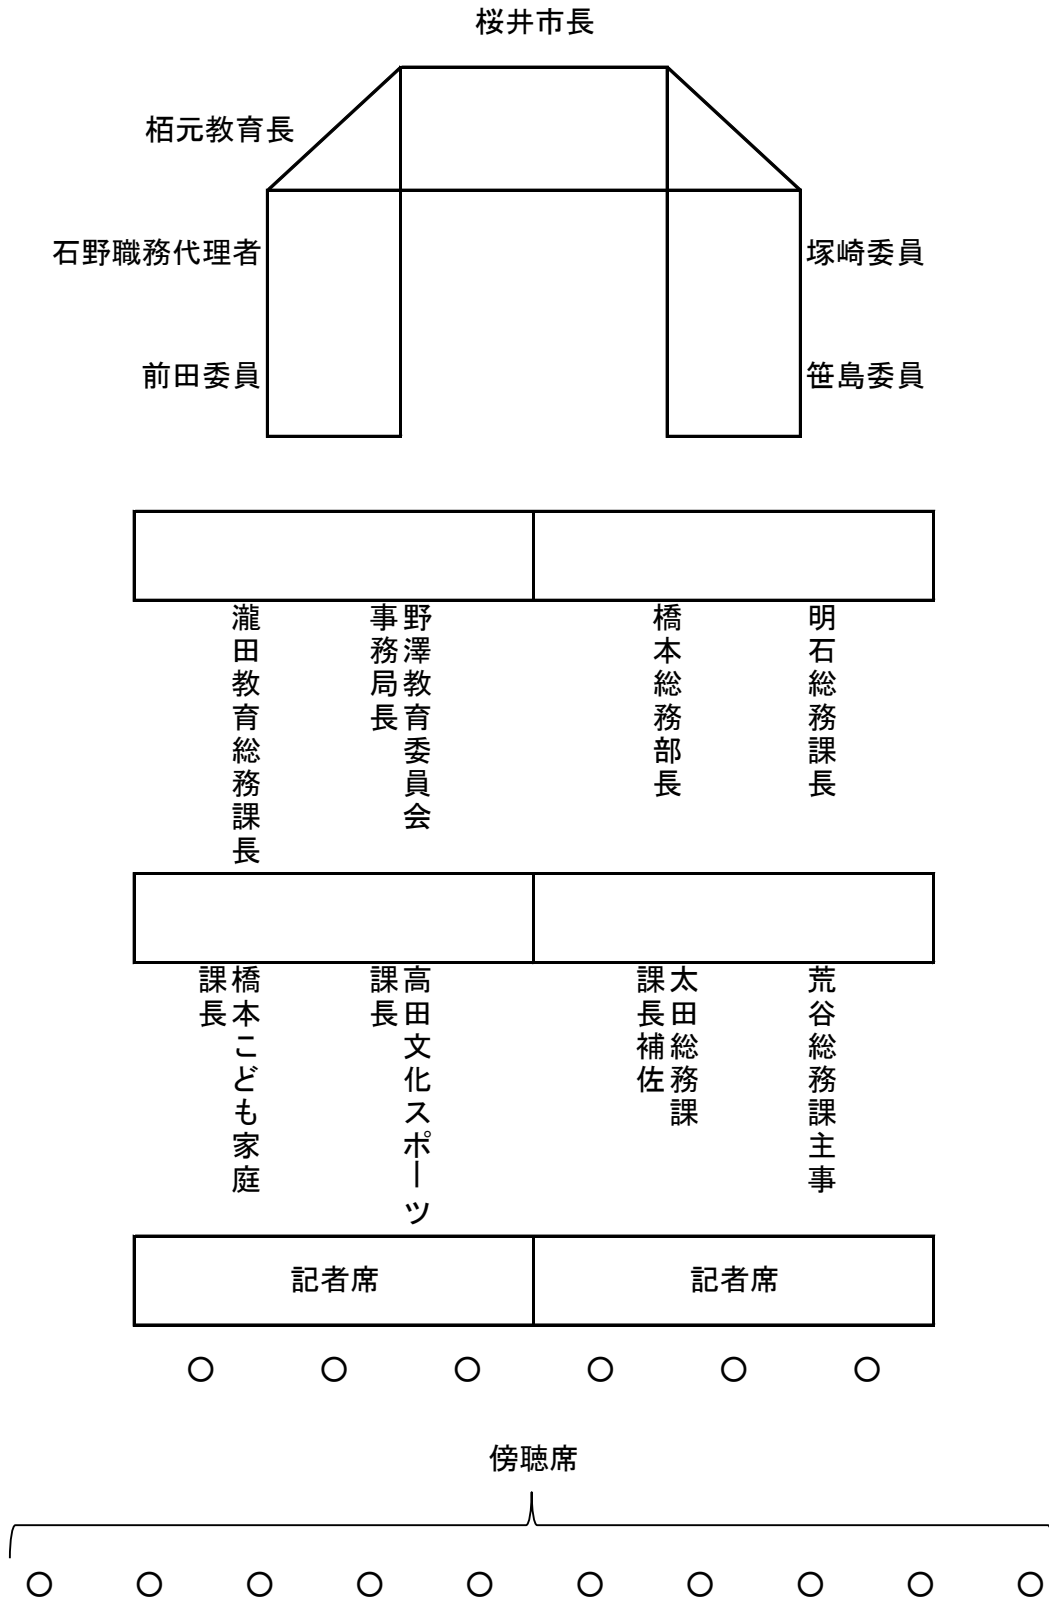 桜井市長
栢元教育長
石野職務代理者
塚崎委員
前田委員
笹島委員
瀧田教育総務課長
野澤教育委員会
事務局長
橋本総務部長
明石総務課長
橋本こども家庭
課長
高田文化スポーツ
課長
太田総務課
課長補佐
荒谷総務課主事
記者席
記者席
○ ○ ○ ○ ○ ○
傍聴席
○ ○ ○ ○ ○ ○ ○ ○ ○ ○